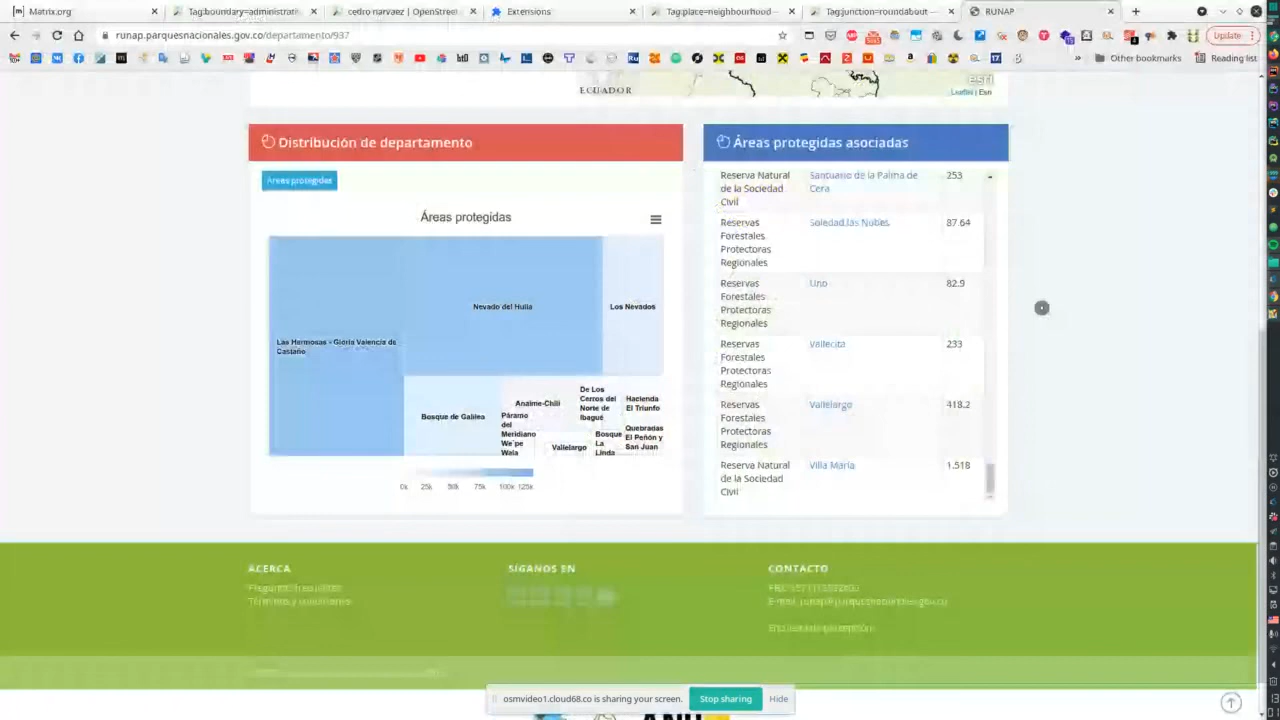 Matrix.org
Tag:boundary=administrati
cedro narvaez | OpenStreet
Extensions
Tag:place=neighbourhood –
Tag:junction=roundabout –
RUNAP
runap.parquesnacionales.gov.co/departamento/937
Update
Other bookmarks
Reading list
ECUADOR
esri
Leaflet | Esri
Distribución de departamento
Áreas protegidas
Áreas protegidas
Las Hermosas - Gloria Valencia de
Castaño
Nevado del Huila
Los Nevados
Bosque de Galilea
Anaime-Chili
Páramo
del
Meridiano
We´pe
Wala
De Los
Cerros del
Norte de
Ibagué
Hacienda
El Triunfo
Vallelargo
Bosque
La
Linda
Quebradas
El Peñón y
San Juan
0k 25k 50k 75k 100k 125k
Áreas protegidas asociadas
Reserva Natural
de la Sociedad
Civil
Santuario de la Palma de
Cera
253
Reservas
Forestales
Protectoras
Regionales
Soledad las Nubes
87.64
Reservas
Forestales
Protectoras
Regionales
Uno
82.9
Reservas
Forestales
Protectoras
Regionales
Vallecita
233
Reservas
Forestales
Protectoras
Regionales
Vallelargo
418.2
Reserva Natural
de la Sociedad
Civil
Villa María
1.518
ACERCA
Preguntas frecuentes
Términos y condiciones
SÍGANOS EN
CONTACTO
osmvideo1.cloud68.co is sharing your screen.
Stop sharing
Hide